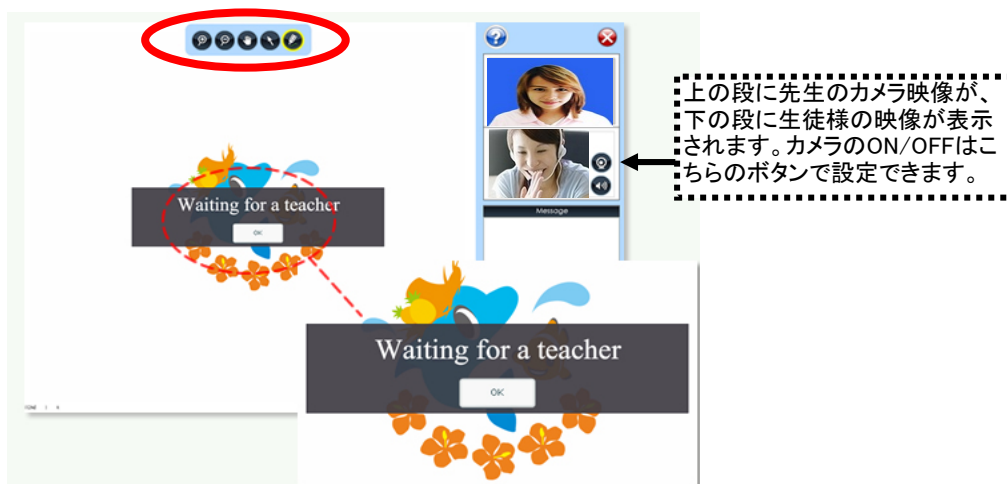 上の段に先生のカメラ映像が、
下の段に生徒様の映像が表示
されます。カメラのON/OFFはこ
ちらのボタンで設定できます。
Waiting for a teacher
OK
Message
Waiting for a teacher
OK